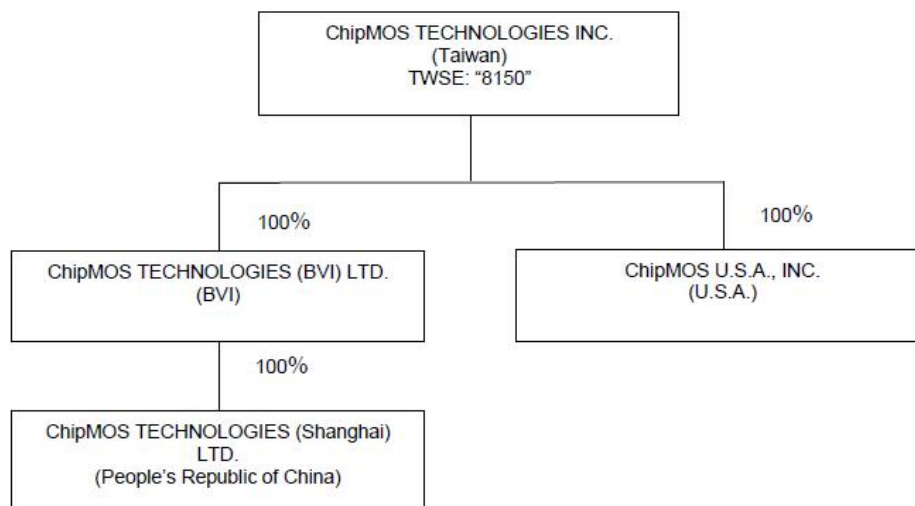 ChipMOS TECHNOLOGIES INC.
(Taiwan)
TWSE: “8150”
100%
100%
ChipMOS TECHNOLOGIES (BVI) LTD.
(BVI)
ChipMOS U.S.A., INC.
(U.S.A.)
100%
ChipMOS TECHNOLOGIES (Shanghai)
LTD.
(People’s Republic of China)